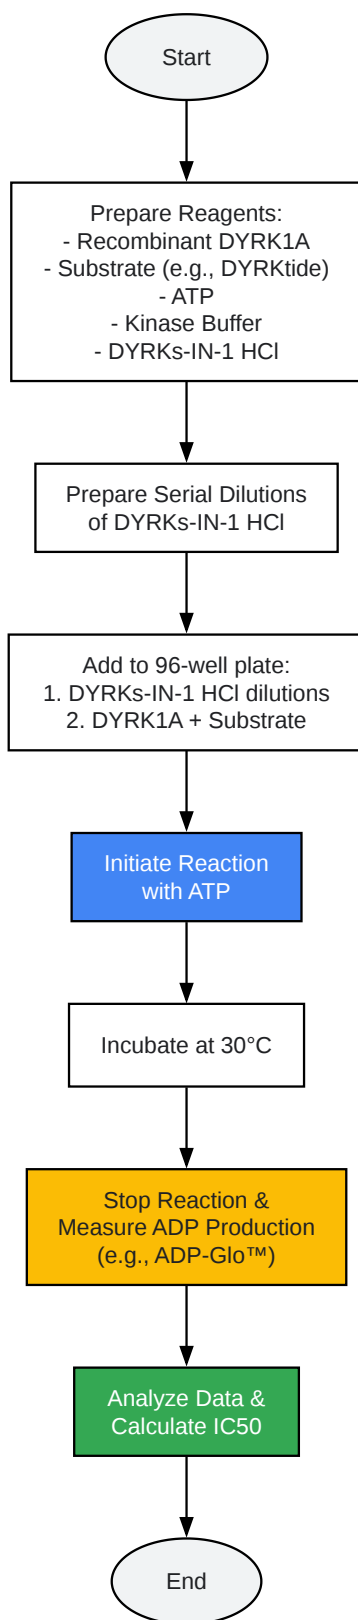 Start
Prepare Reagents:
- Recombinant DYRK1A
- Substrate (e.g., DYRKtide)
- ATP
- Kinase Buffer
- DYRKs-IN-1 HCl
Prepare Serial Dilutions
of DYRKs-IN-1 HCl
Add to 96-well plate:
1. DYRKs-IN-1 HCl dilutions
2. DYRK1A + Substrate
Initiate Reaction
with ATP
Incubate at 30°C
Stop Reaction &
Measure ADP Production
(e.g., ADP-Glo™)
Analyze Data &
Calculate IC50
End